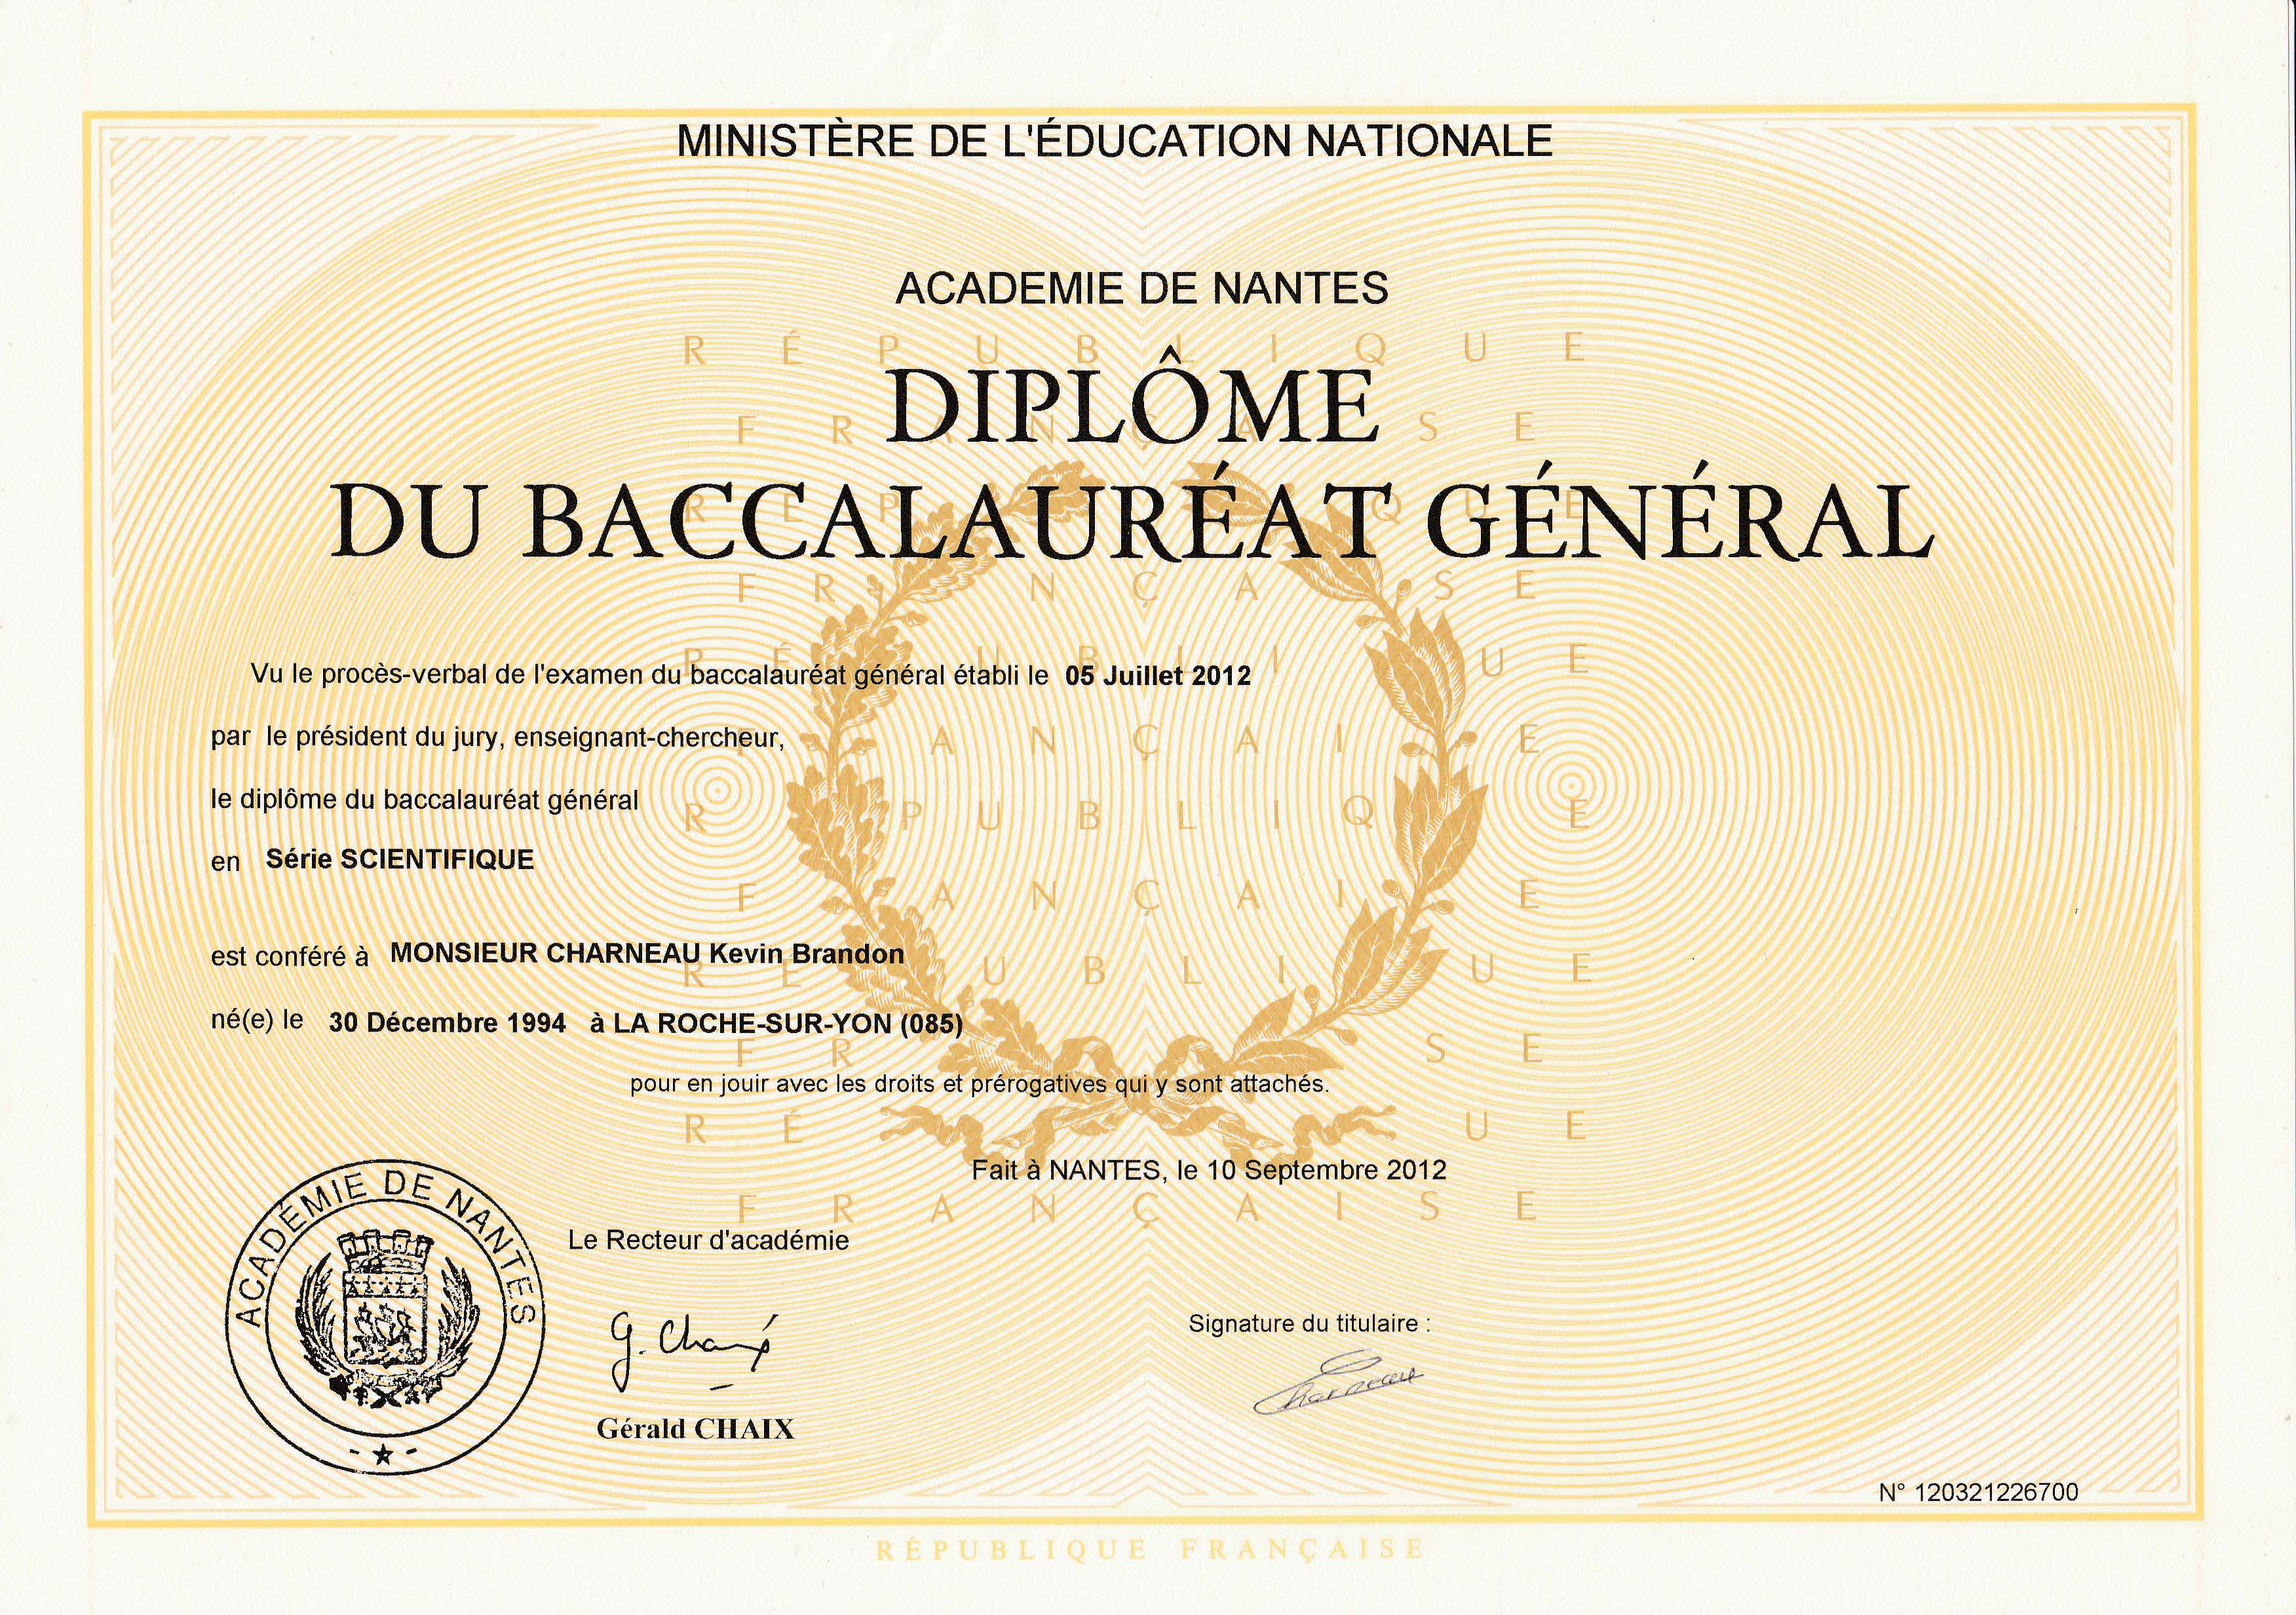 MINISTÈRE DE L'ÉDUCATION NATIONALE
ACADEMIE DE NANTES
DIPLÔME
DU BACCALAURÉAT GÉNÉRAL
Vu le procès-verbal de l'examen du baccalauréat général établi le 05 Juillet 2012
par le président du jury, enseignant-chercheur,
le diplôme du baccalauréat général
en Série SCIENTIFIQUE
est conféré à MONSIEUR CHARNEAU Kevin Brandon
né(e) le 30 Décembre 1994 à LA ROCHE-SUR-YON (085)
pour en jouir avec les droits et prérogatives qui y sont attachés.
Fait à NANTES, le 10 Septembre 2012
ACADÉMIE DE NANTES
Le Recteur d'académie
G. Chaix
Gérald CHAIX
Signature du titulaire :
Charneau
N° 120321226700
RÉPUBLIQUE FRANÇAISE